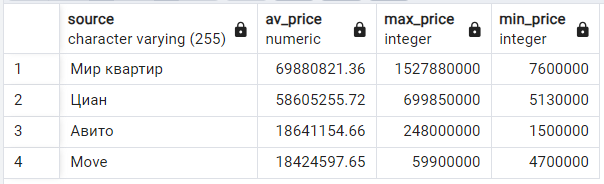 source av_price max_price min_price
character varying (255) numeric integer integer
1 Мир квартир 69880821.36 1527880000 7600000
2 Циан 58605255.72 699850000 5130000
3 Авито 18641154.66 248000000 1500000
4 Move 18424597.65 59900000 4700000